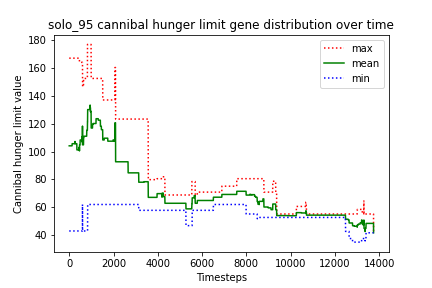 solo_95 cannibal hunger limit gene distribution over time
Cannibal hunger limit value
180
160
140
120
100
80
60
40
max
mean
min
0
2000
4000
6000
8000
10000
12000
14000
Timesteps